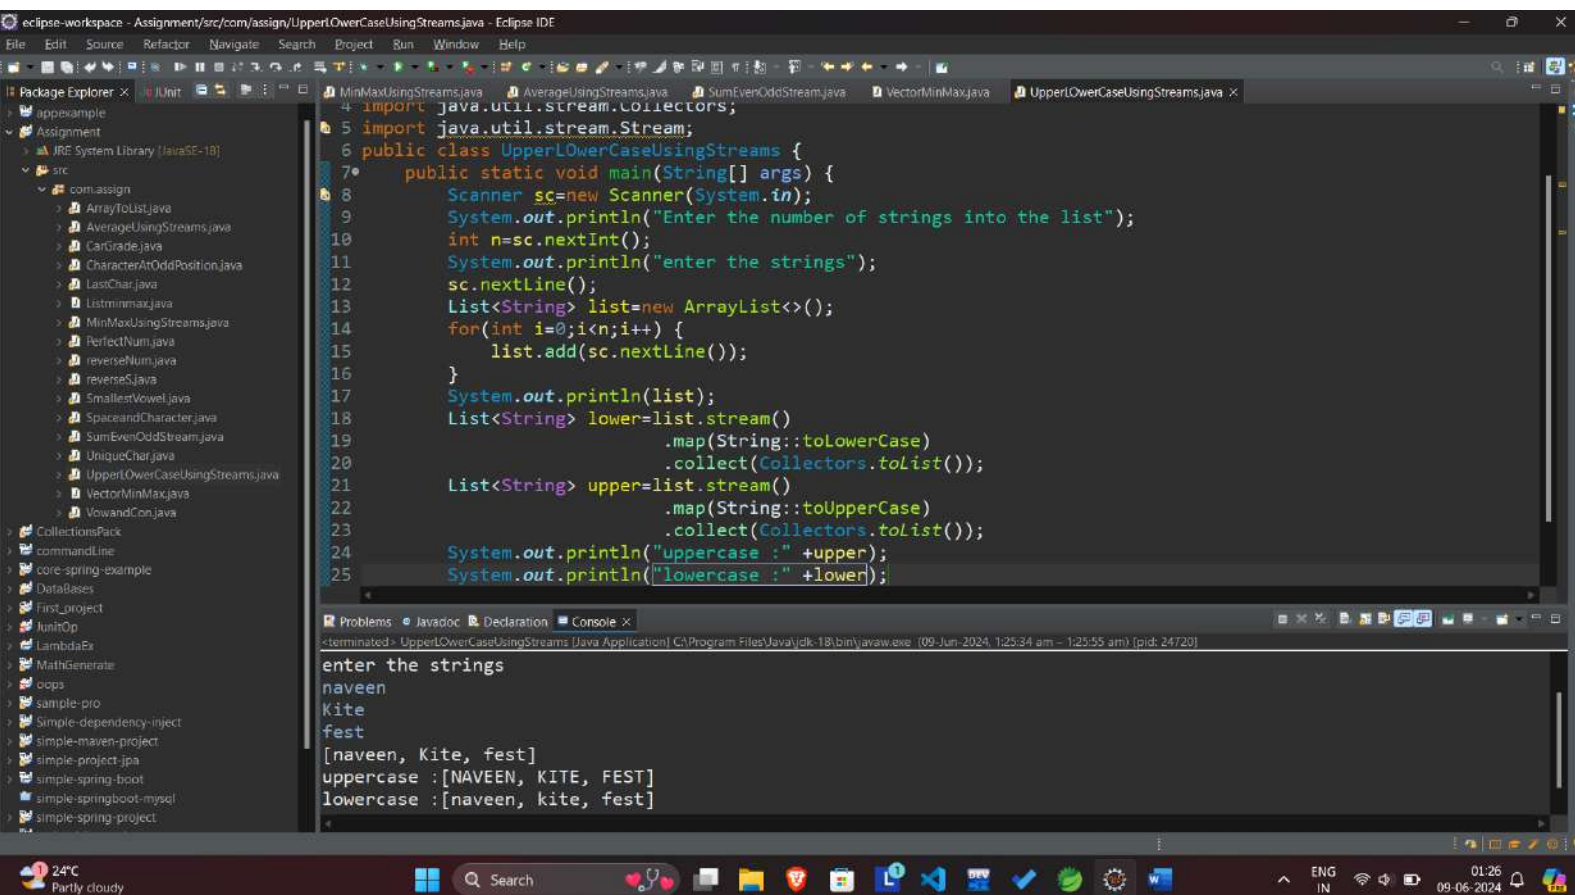 eclipse-workspace - Assignment/src/com/assign/UpperLOwerCaseUsingStreams.java - Eclipse IDE
File Edit Source Refactor Navigate Search Project Run Window Help
Package Explorer × JUnit
MinMaxUsingStreams.java AverageUsingStreams.java SumEvenOddStream.java VectorMinMax.java UpperLOwerCaseUsingStreams.java ×
appexample
Assignment
JRE System Library [JavaSE-18]
src
com.assign
ArrayToList.java
AverageUsingStreams.java
CarGrade.java
CharacterAtOddPosition.java
LastChar.java
Listminmax.java
MinMaxUsingStreams.java
PerfectNum.java
reverseNum.java
reverseS.java
SmallestVowel.java
SpaceandCharacter.java
SumEvenOddStream.java
UniqueChar.java
UpperLOwerCaseUsingStreams.java
VectorMinMax.java
VowandCon.java
CollectionsPack
commandLine
core-spring-example
DataBases
First_project
JunitOp
LambdaEx
MathGenerate
oops
sample-pro
Simple-dependency-inject
simple-maven-project
simple-project-jpa
simple-spring-boot
simple-springboot-mysql
simple-spring-project
4 import java.util.stream.Collectors;
5 import java.util.stream.Stream;
6 public class UpperLOwerCaseUsingStreams {
7 public static void main(String[] args) {
8 Scanner sc=new Scanner(System.in);
9 System.out.println("Enter the number of strings into the list");
10 int n=sc.nextInt();
11 System.out.println("enter the strings");
12 sc.nextLine();
13 List<String> list=new ArrayList<>();
14 for(int i=0;i<n;i++) {
15 list.add(sc.nextLine());
16 }
17 System.out.println(list);
18 List<String> lower=list.stream()
19 .map(String::toLowerCase)
20 .collect(Collectors.toList());
21 List<String> upper=list.stream()
22 .map(String::toUpperCase)
23 .collect(Collectors.toList());
24 System.out.println("uppercase :" +upper);
25 System.out.println("lowercase :" +lower);
Problems Javadoc Declaration Console ×
<terminated> UpperLOwerCaseUsingStreams [Java Application] C:\Program Files\Java\jdk-18\bin\javaw.exe (09-Jun-2024, 1:25:34 am – 1:25:55 am) [pid: 24720]
enter the strings
naveen
Kite
fest
[naveen, Kite, fest]
uppercase :[NAVEEN, KITE, FEST]
lowercase :[naveen, kite, fest]
1
24°C
Partly cloudy
Search
DEV
ENG
IN
01:26
09-06-2024